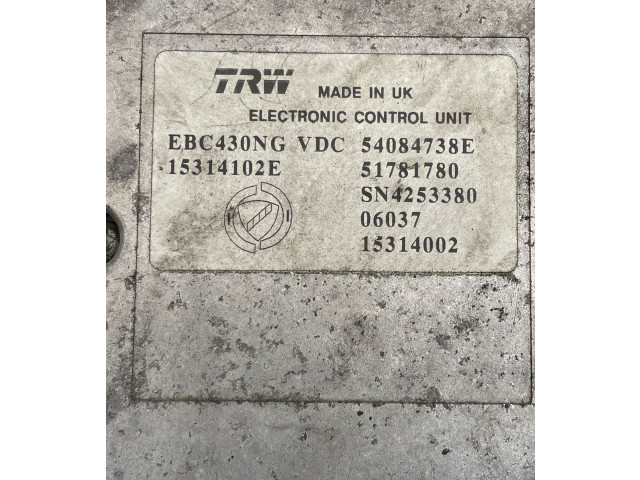 TRW MADE IN UK
ELECTRONIC CONTROL UNIT
EBC430NG VDC 54084738E
15314102E 51781780
SN4253380
06037
15314002